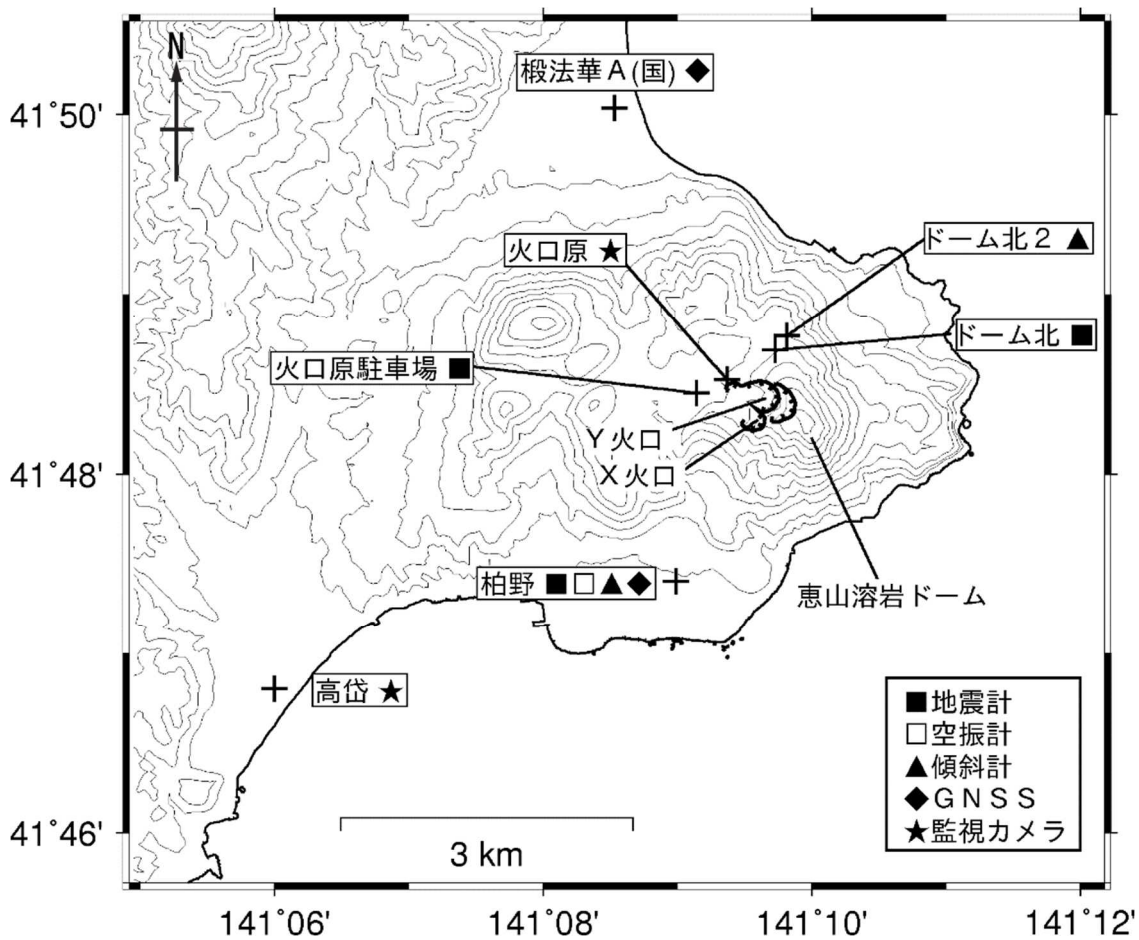 N
椴法華A(国) ◆
41°50'
ドーム北2 ▲
火口原 ★
ドーム北 ■
火口原駐車場 ■
Y火口
X火口
41°48'
柏野 ■□▲◆
恵山溶岩ドーム
高岱 ★
■地震計
□空振計
▲傾斜計
◆GNSS
★監視カメラ
41°46'
3 km
141°06'
141°08'
141°10'
141°12'